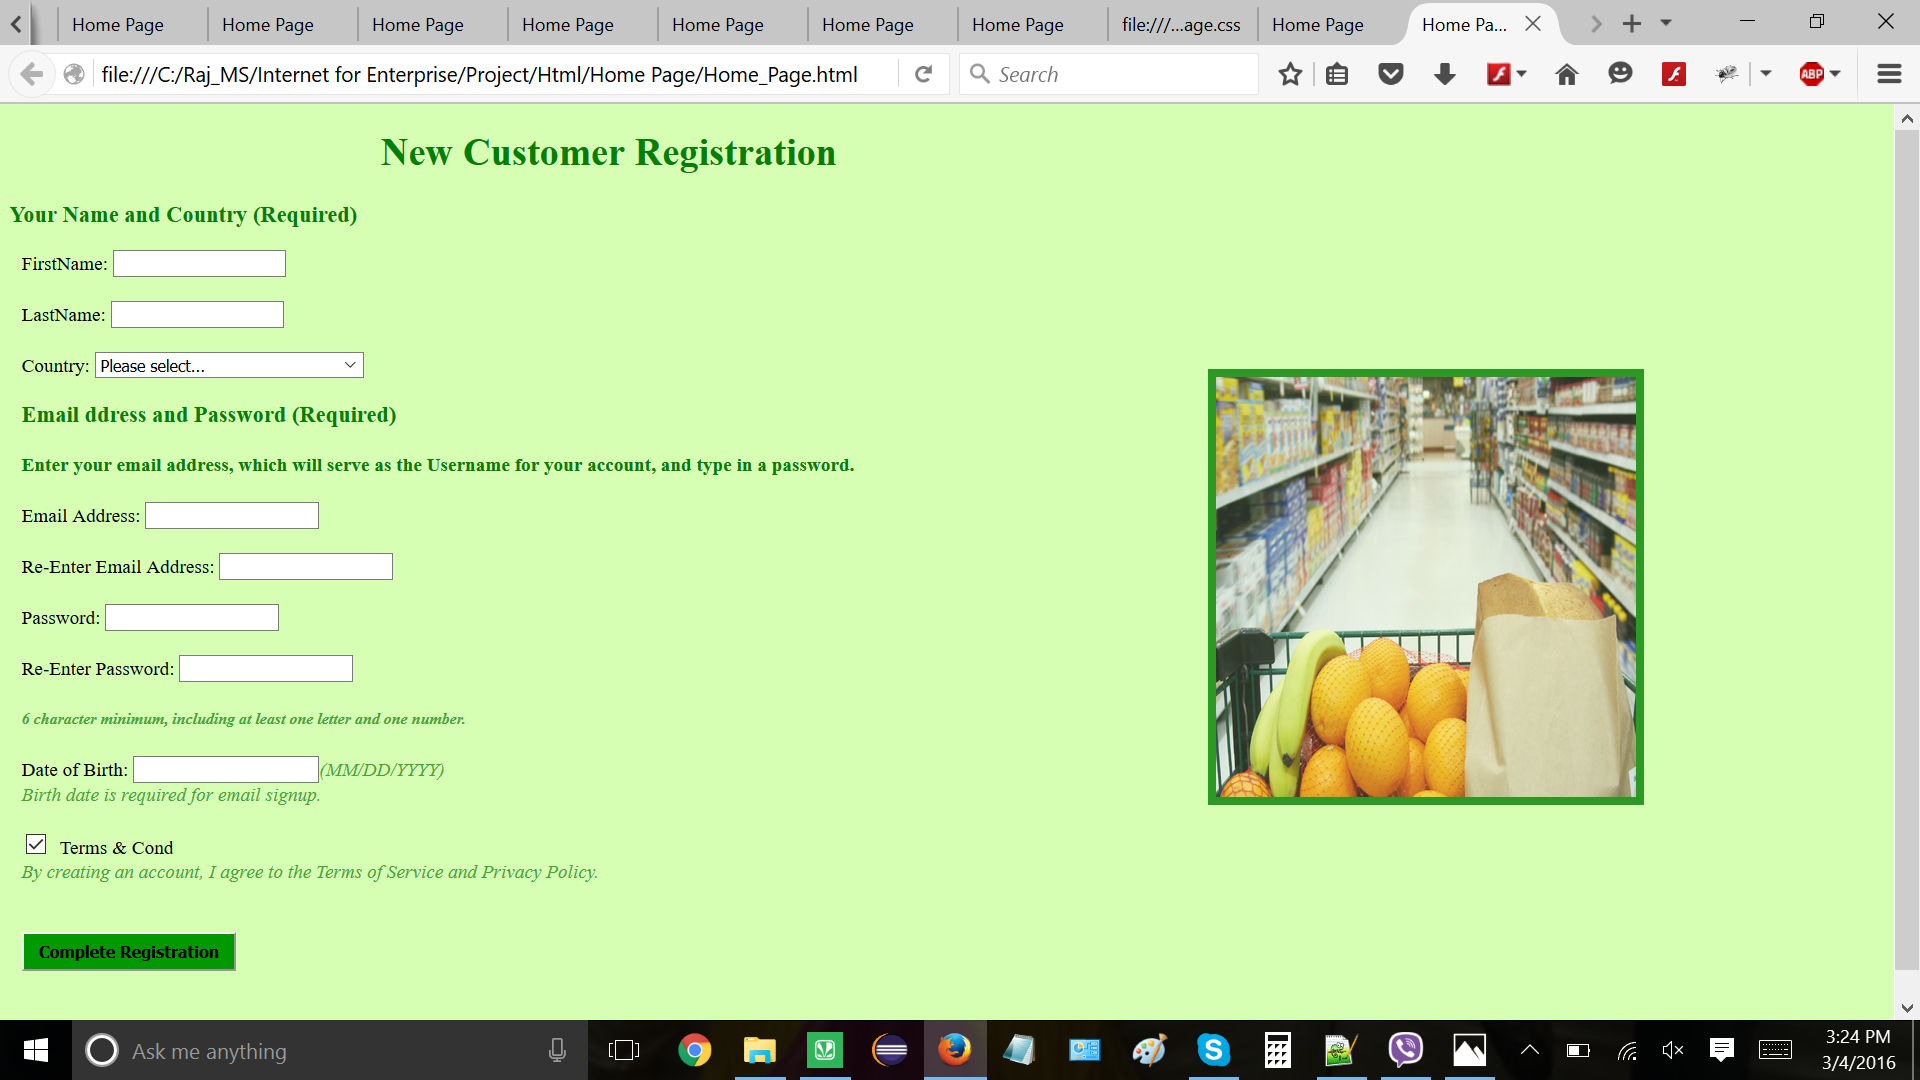 Home Page Home Page Home Page Home Page Home Page Home Page Home Page file:///...age.css Home Page Home Pa...
file:///C:/Raj_MS/Internet for Enterprise/Project/Html/Home Page/Home_Page.html Search ABP
New Customer Registration
Your Name and Country (Required)
FirstName:
LastName:
Country: Please select...
Email ddress and Password (Required)
Enter your email address, which will serve as the Username for your account, and type in a password.
Email Address:
Re-Enter Email Address:
Password:
Re-Enter Password:
6 character minimum, including at least one letter and one number.
Date of Birth: (MM/DD/YYYY)
Birth date is required for email signup.
Terms & Cond
By creating an account, I agree to the Terms of Service and Privacy Policy.
Complete Registration
Ask me anything
3:24 PM
3/4/2016